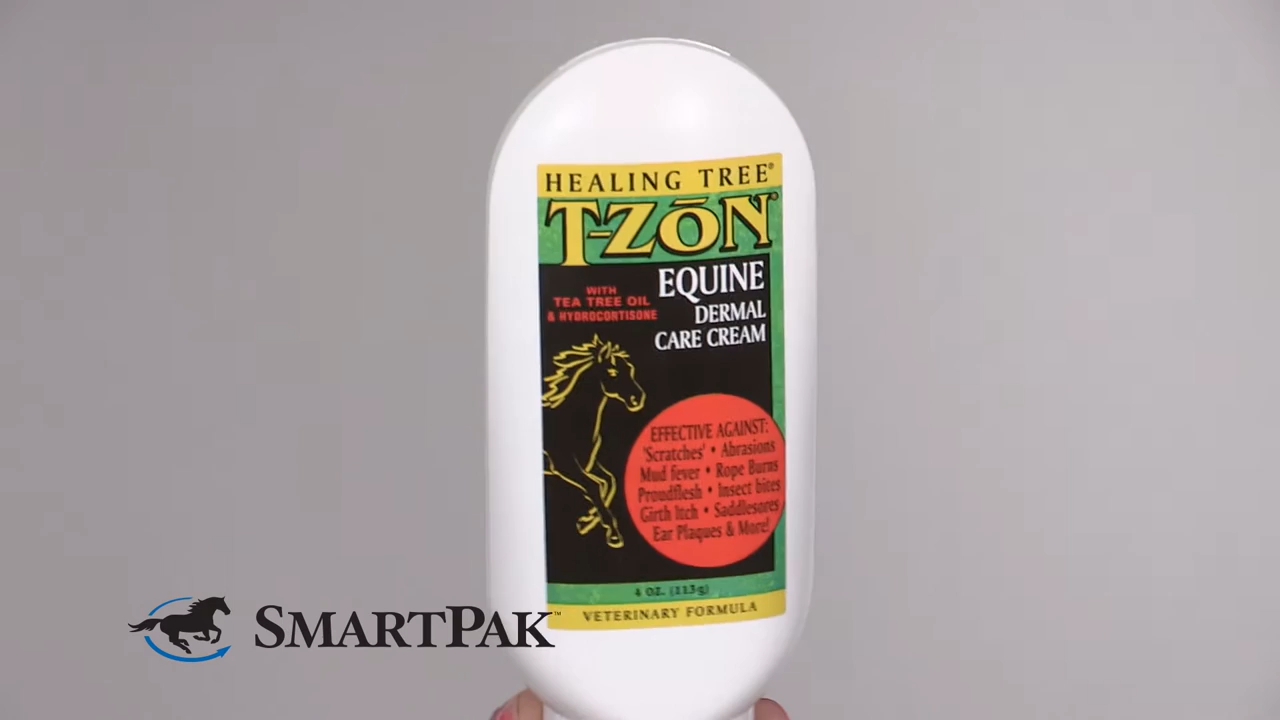 HEALING TREE®
T-ZōN®
EQUINE
DERMAL
CARE CREAM
WITH
TEA TREE OIL
& HYDROCORTISONE
EFFECTIVE AGAINST:
'Scratches' • Abrasions
Mud fever • Rope Burns
Proudflesh • Insect bites
Girth Itch • Saddlesores
Ear Plaques & More!
4 OZ. (113g)
VETERINARY FORMULA
SMARTPAK™